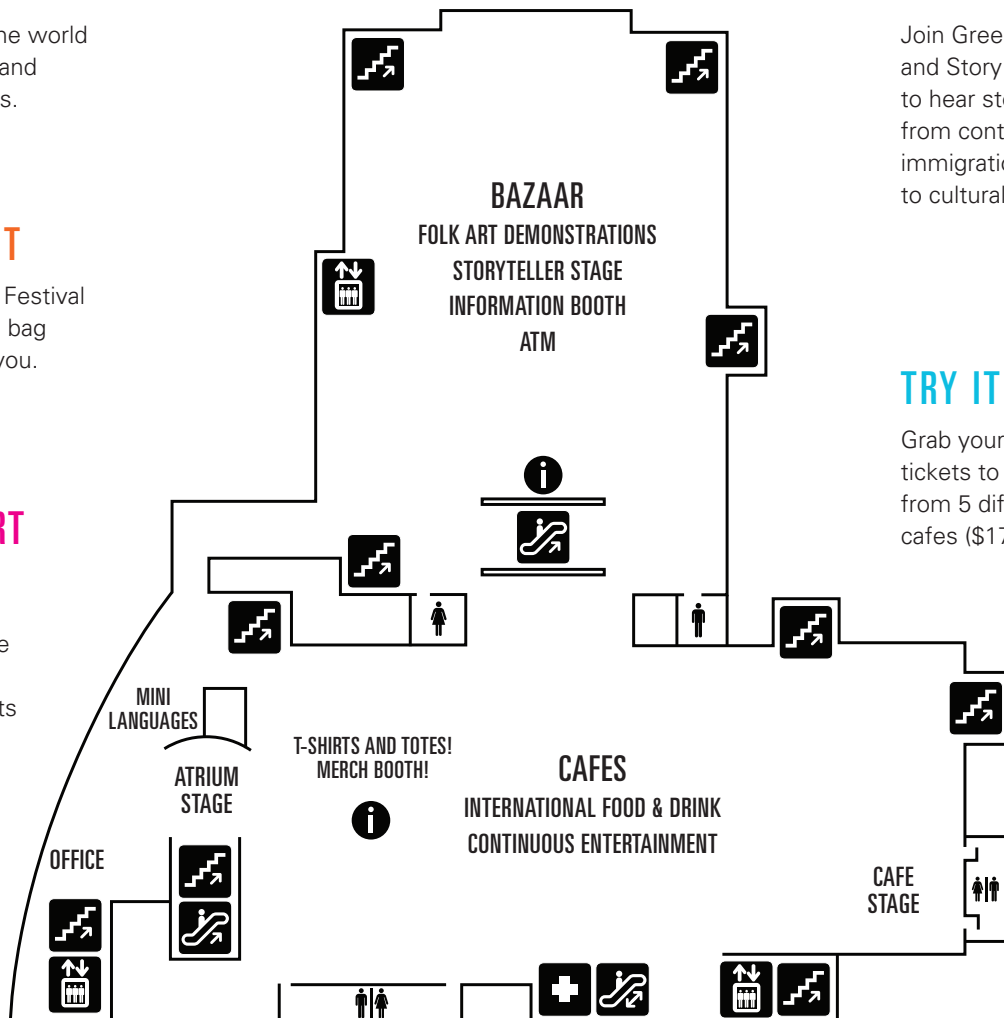 he world
and
s.
T
Festival
bag
you.
RT
e
ts
BAZAAR
FOLK ART DEMONSTRATIONS
STORYTELLER STAGE
INFORMATION BOOTH
ATM
i
MINI
LANGUAGES
ATRIUM
STAGE
T-SHIRTS AND TOTES!
MERCH BOOTH!
i
CAFES
INTERNATIONAL FOOD & DRINK
CONTINUOUS ENTERTAINMENT
OFFICE
CAFE
STAGE
Join Gree
and Story
to hear sto
from cont
immigratio
to cultural
TRY IT
Grab your
tickets to
from 5 dif
cafes ($17